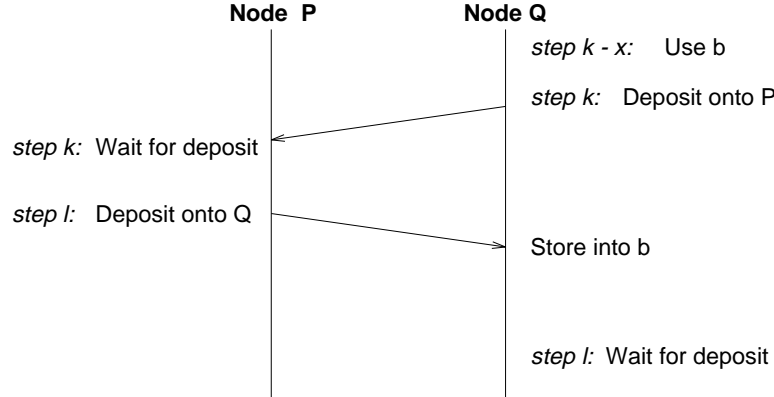 Node P Node Q
step k - x: Use b
step k: Deposit onto P
step k: Wait for deposit
step l: Deposit onto Q
Store into b
step l: Wait for deposit